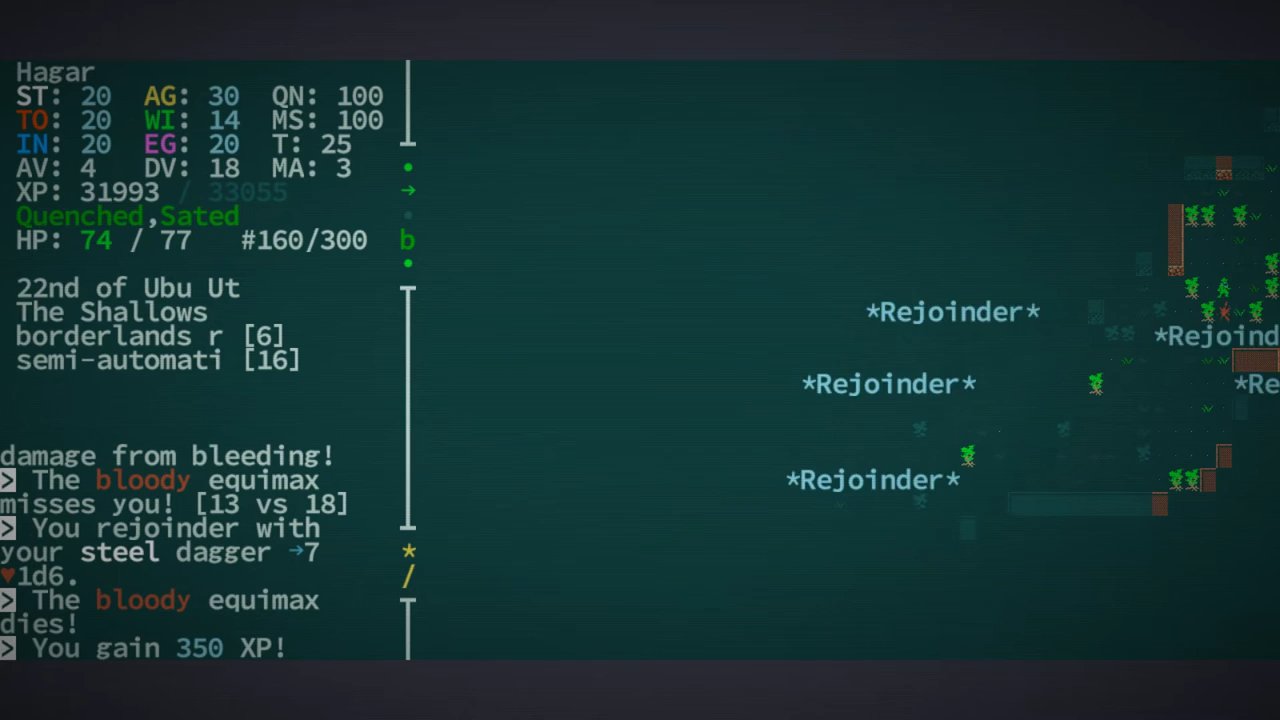 Hagar
ST: 20 AG: 30 QN: 100
TO: 20 WI: 14 MS: 100
IN: 20 EG: 20 T: 25
AV: 4 DV: 18 MA: 3
XP: 31993 / 33055
Quenched,Sated
HP: 74 / 77 #160/300
b
22nd of Ubu Ut
The Shallows
borderlands r [6]
semi-automati [16]
*Rejoinder*
*Rejoind
*Rejoinder*
*Re
*Rejoinder*
damage from bleeding!
> The bloody equimax
misses you! [13 vs 18]
> You rejoinder with
your steel dagger →7
♥1d6.
> The bloody equimax
dies!
> You gain 350 XP!